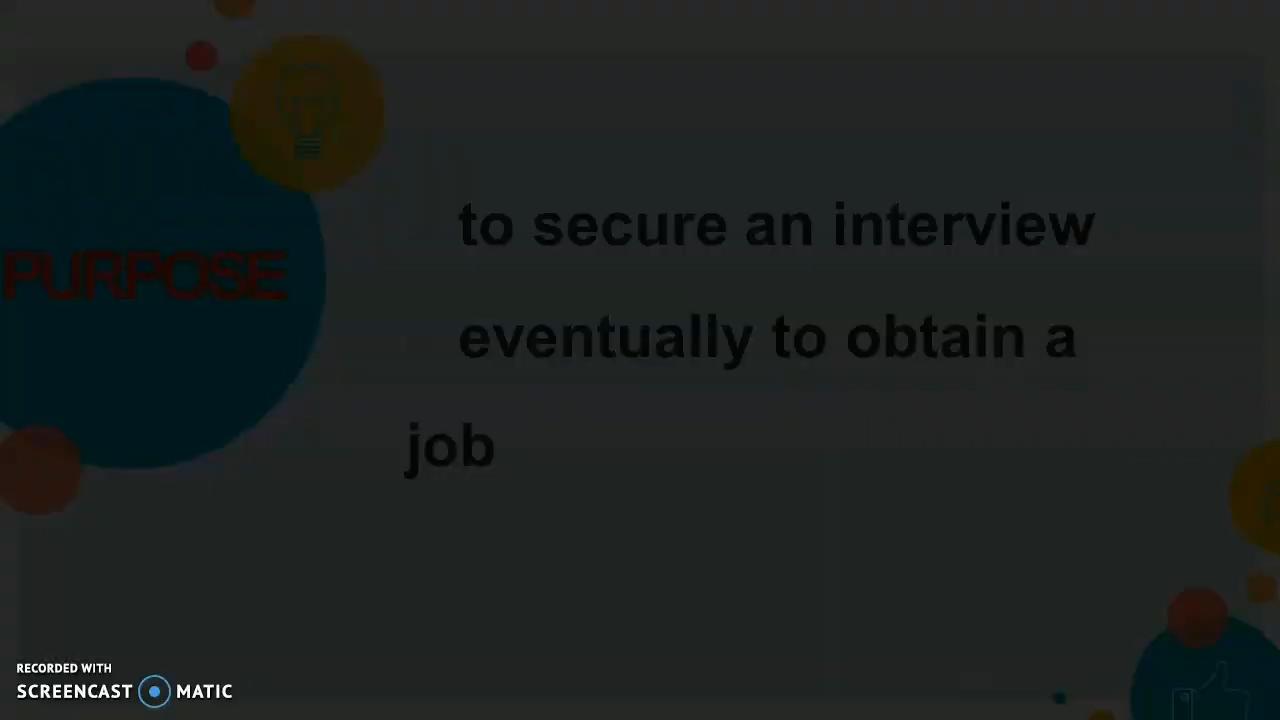 PURPOSE
to secure an interview
eventually to obtain a
job
RECORDED WITH
SCREENCAST MATIC